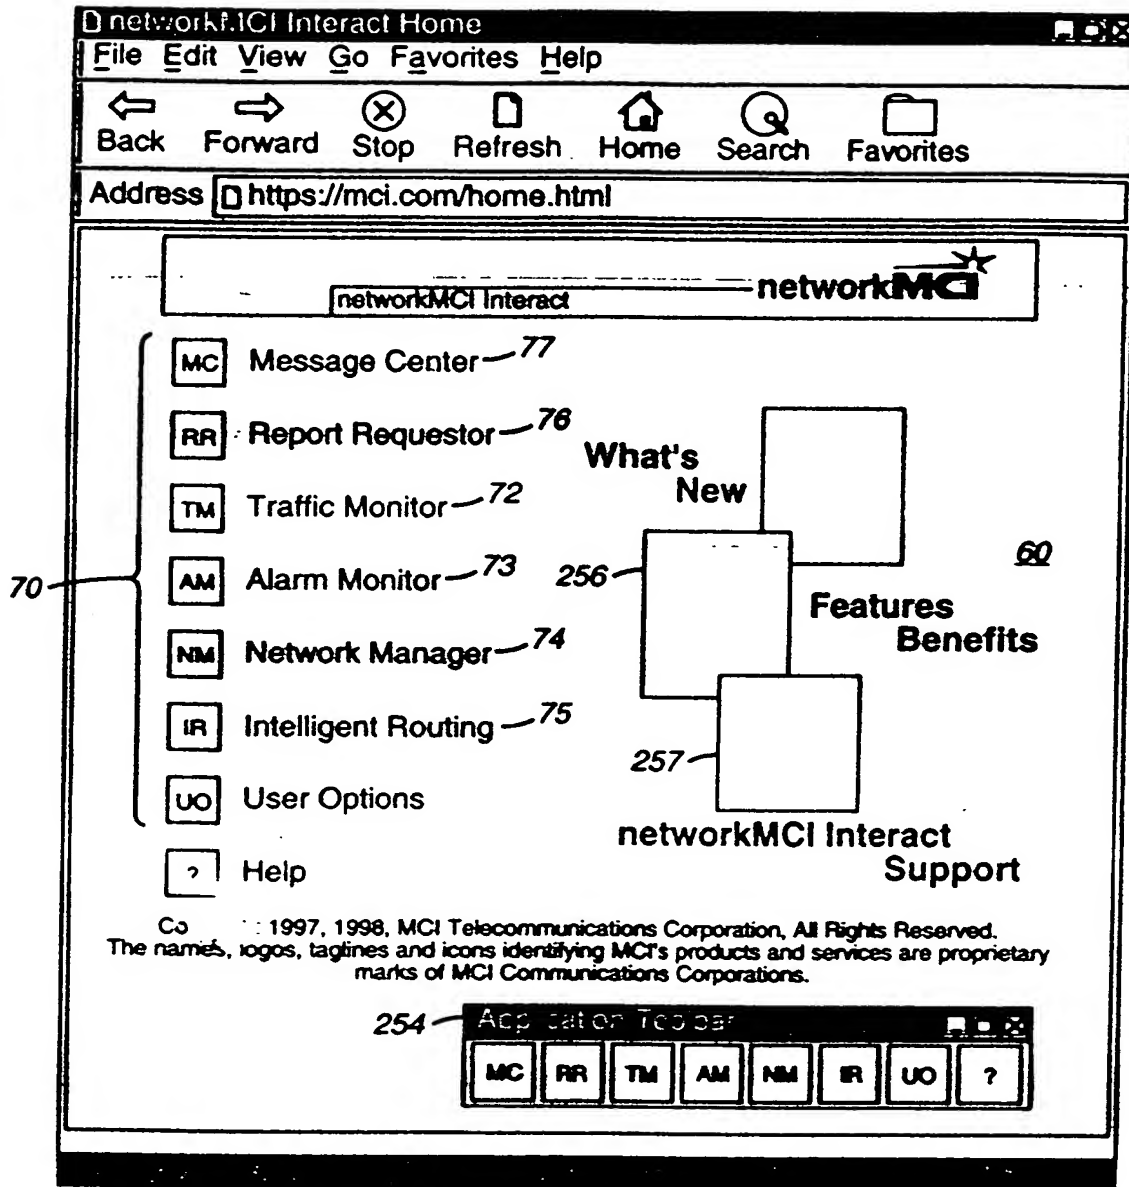 networkMCI Interact Home
File Edit View Go Favorites Help
Back Forward Stop Refresh Home Search Favorites
Address https://mci.com/home.html
networkMCI Interact
networkMCI
MC Message Center 77
RR Report Requestor 76
TM Traffic Monitor 72
AM Alarm Monitor 73
NM Network Manager 74
IR Intelligent Routing 75
UO User Options
? Help
70
What's
New
256
60
Features
Benefits
257
networkMCI Interact
Support
1997, 1998, MCI Telecommunications Corporation, All Rights Reserved.
The names, logos, taglines and icons identifying MCI's products and services are proprietary
marks of MCI Communications Corporations.
254
Application Toolbar
MC RR TM AM NM IR UO ?